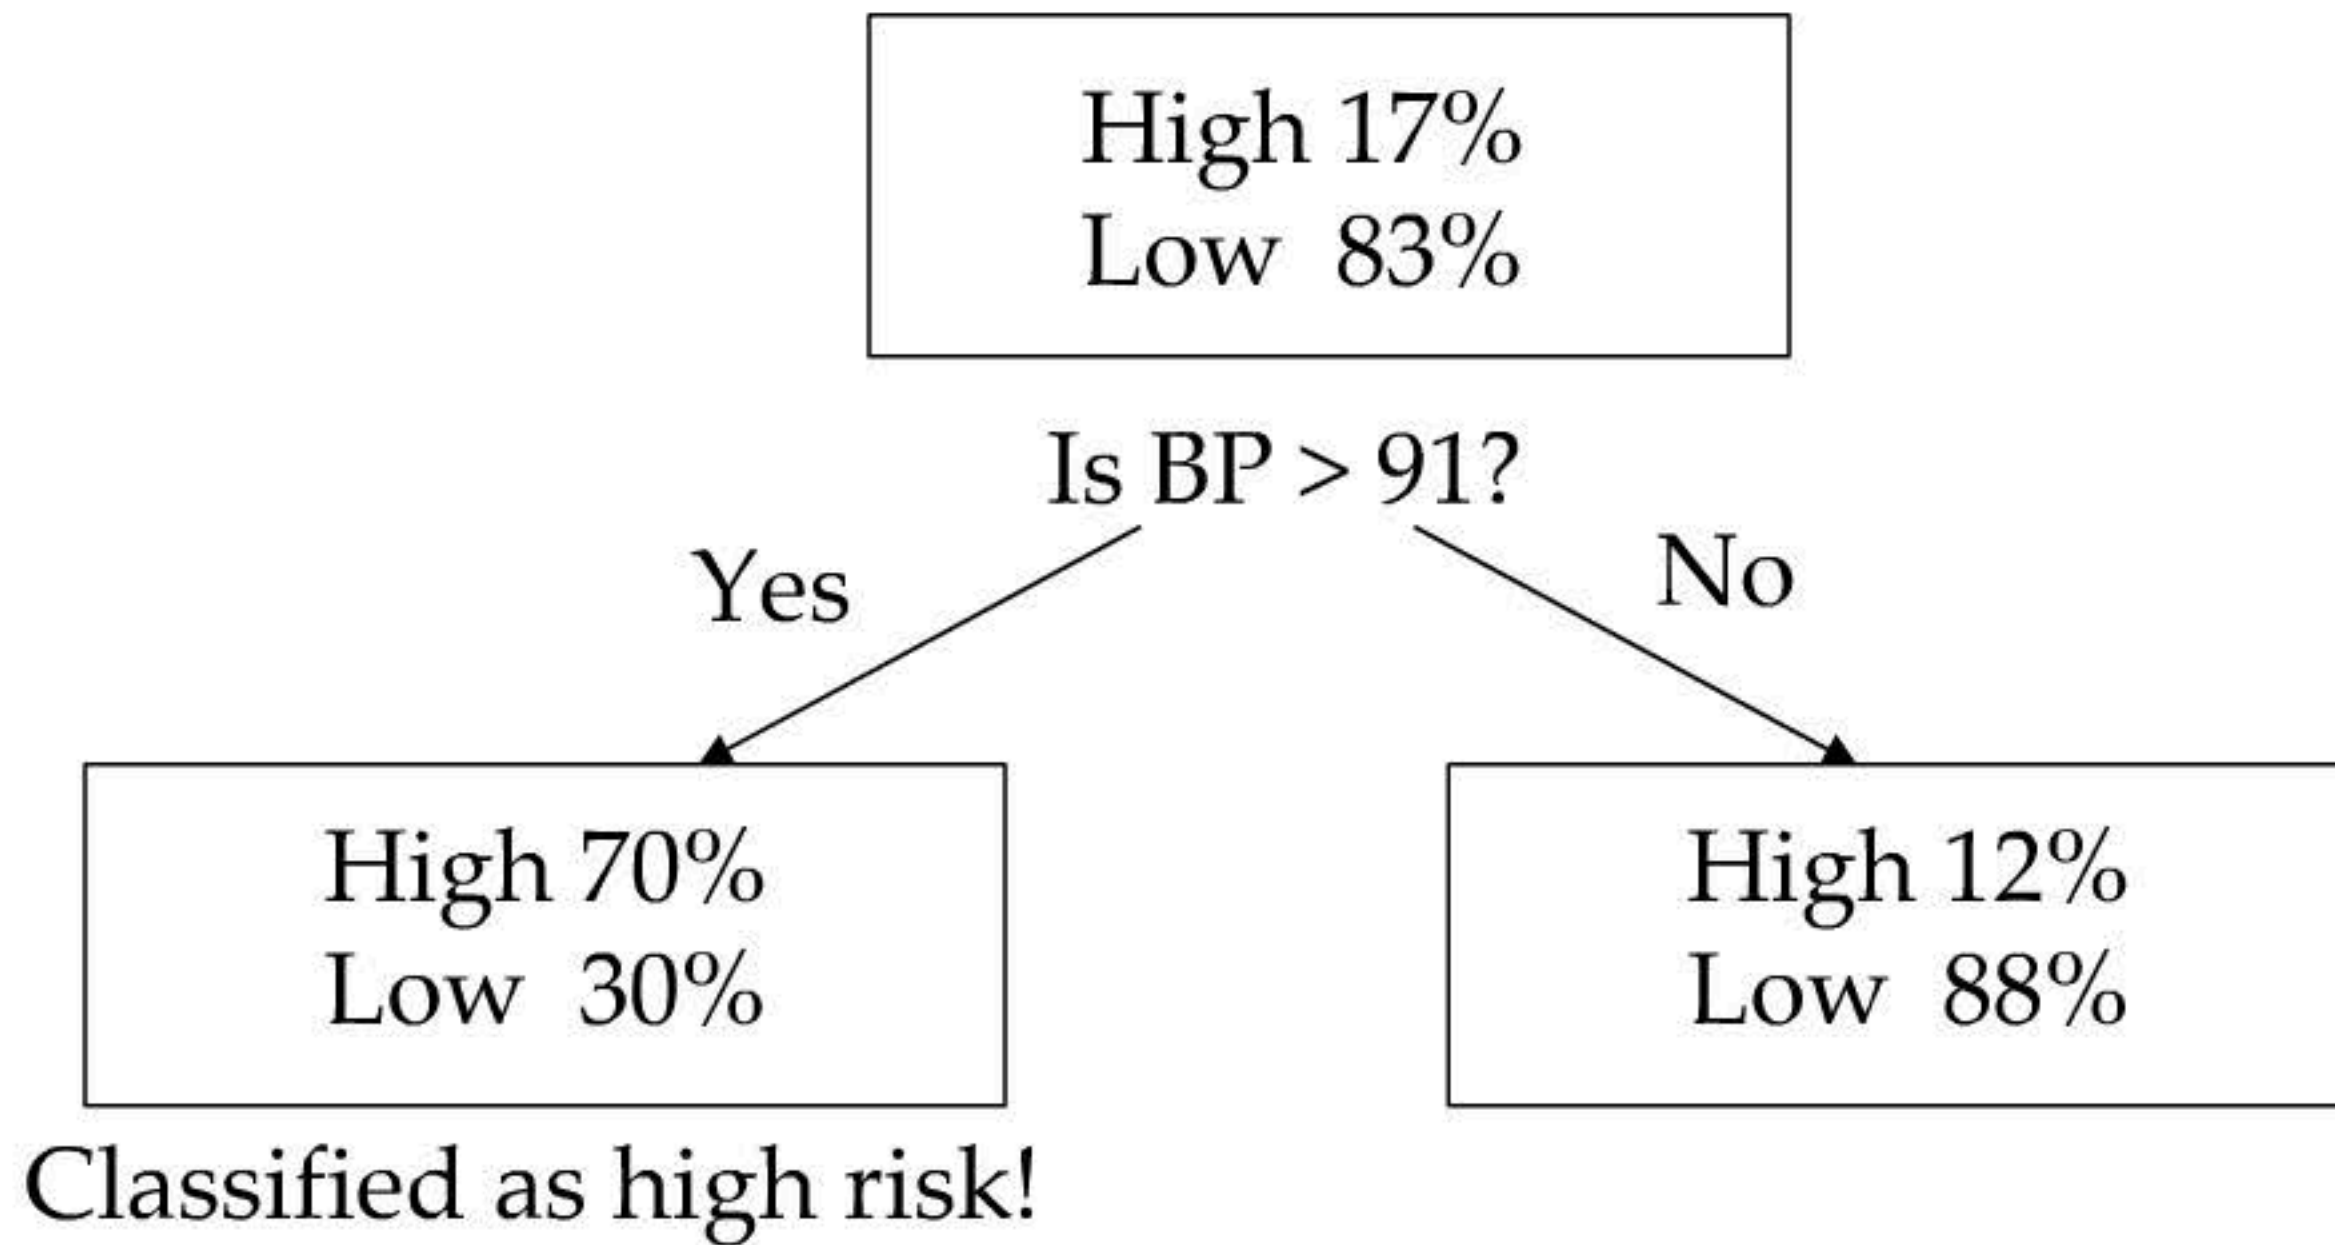 High 17%
Low 83%
Is BP > 91?
Yes
No
High 70%
Low 30%
High 12%
Low 88%
Classified as high risk!